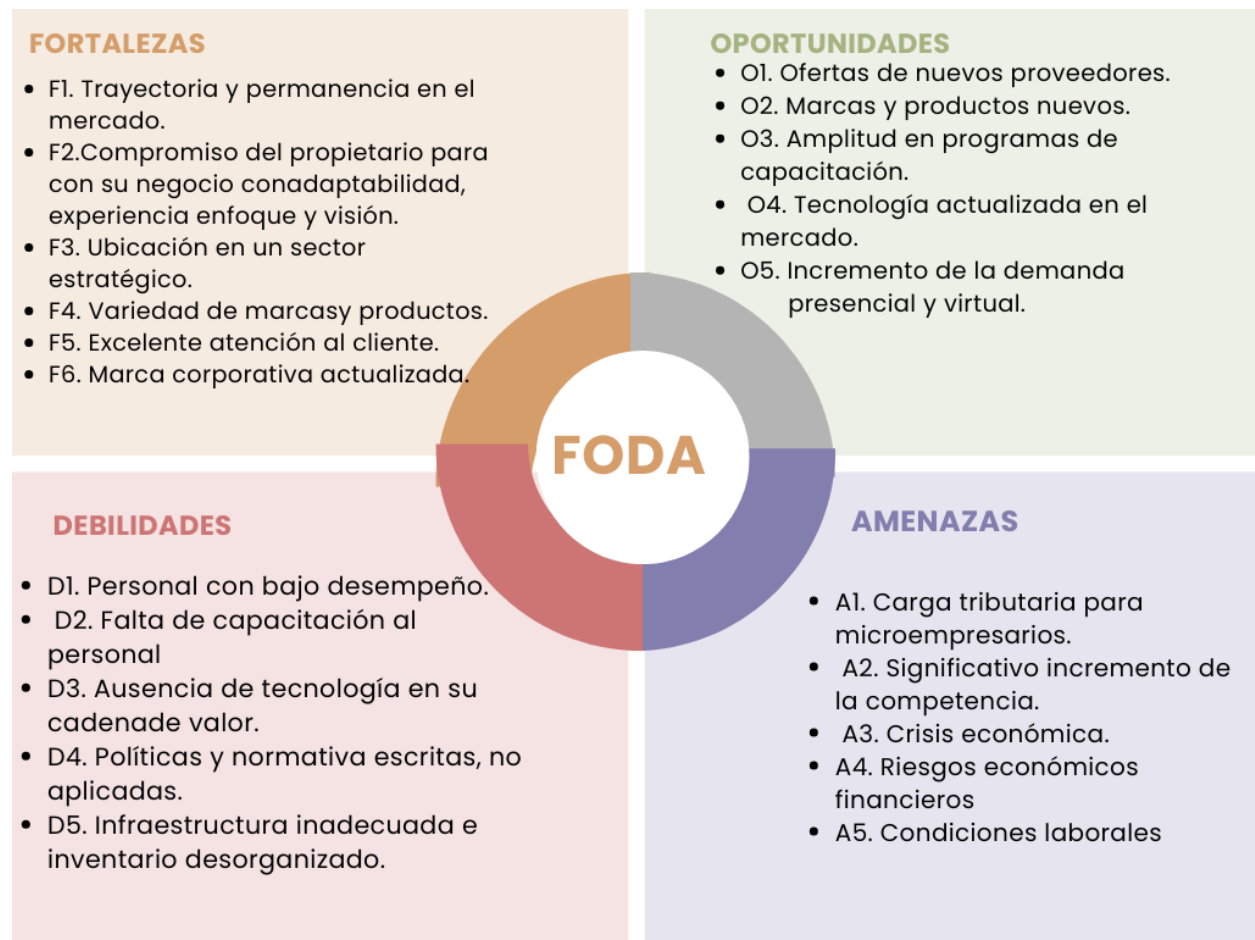 FORTALEZAS
• F1. Trayectoria y permanencia en el
mercado.
• F2.Compromiso del propietario para
con su negocio conadaptabilidad,
experiencia enfoque y visión.
• F3. Ubicación en un sector
estratégico.
• F4. Variedad de marcasy productos.
• F5. Excelente atención al cliente.
• F6. Marca corporativa actualizada.
OPORTUNIDADES
• O1. Ofertas de nuevos proveedores.
• O2. Marcas y productos nuevos.
• O3. Amplitud en programas de
capacitación.
• O4. Tecnología actualizada en el
mercado.
• O5. Incremento de la demanda
presencial y virtual.
FODA
DEBILIDADES
• D1. Personal con bajo desempeño.
• D2. Falta de capacitación al
personal
• D3. Ausencia de tecnología en su
cadenade valor.
• D4. Políticas y normativa escritas, no
aplicadas.
• D5. Infraestructura inadecuada e
inventario desorganizado.
AMENAZAS
• A1. Carga tributaria para
microempresarios.
• A2. Significativo incremento de
la competencia.
• A3. Crisis económica.
• A4. Riesgos económicos
financieros
• A5. Condiciones laborales